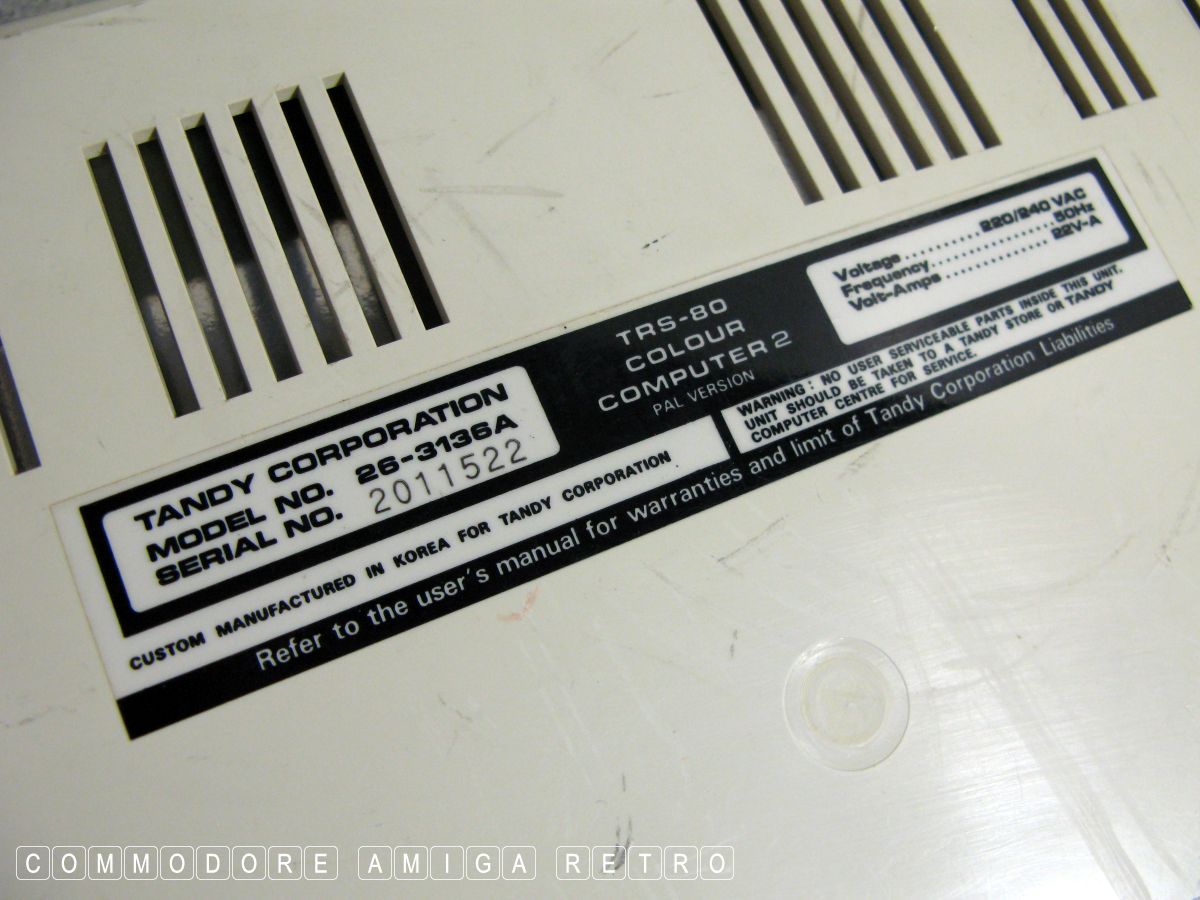 TANDY CORPORATION
MODEL NO. 26-3136A
SERIAL NO. 2011522
TRS-80
COLOUR
COMPUTER 2
PAL VERSION
Voltage..........220/240 VAC
Frequency.................50Hz
Volt-Amps...............22V-A
CUSTOM MANUFACTURED IN KOREA FOR TANDY CORPORATION
WARNING: NO USER SERVICEABLE PARTS INSIDE THIS UNIT.
UNIT SHOULD BE TAKEN TO A TANDY STORE OR TANDY
COMPUTER CENTRE FOR SERVICE.
Refer to the user's manual for warranties and limit of Tandy Corporation Liabilities
COMMODORE AMIGA RETRO